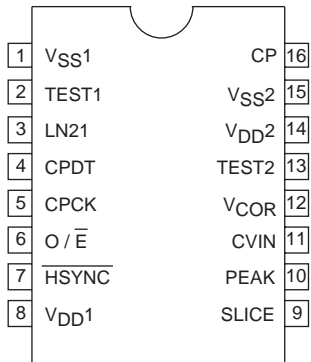 1 VSS1 CP 16
2 TEST1 VSS2 15
3 LN21 VDD2 14
4 CPDT TEST2 13
5 CPCK VCOR 12
6 O / E̅ CVIN 11
7 H̅S̅Y̅N̅C̅ PEAK 10
8 VDD1 SLICE 9